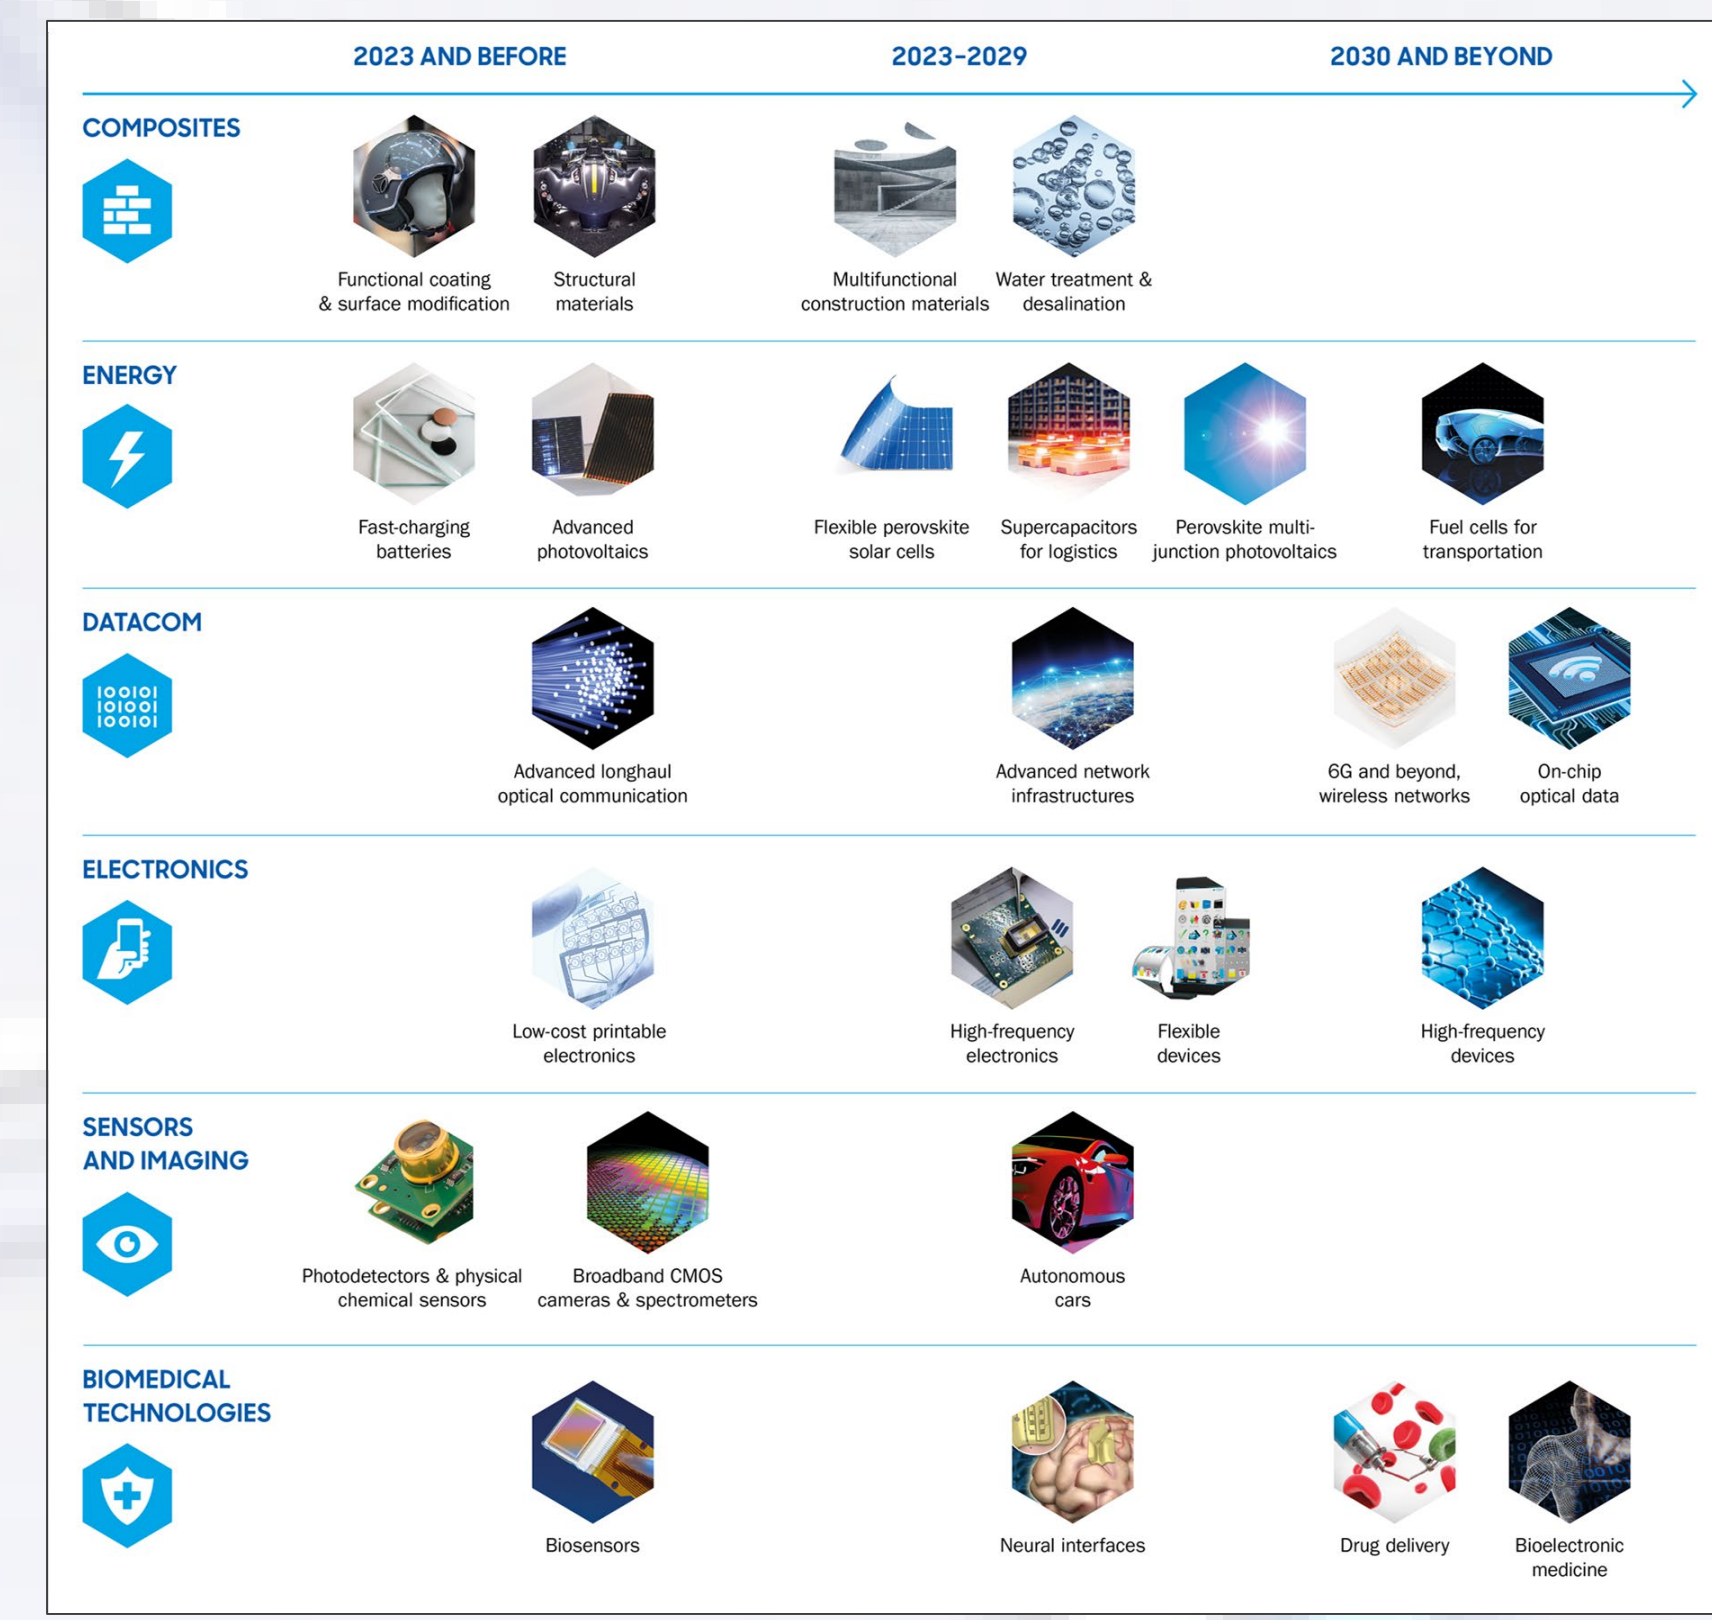 2023 AND BEFORE
2023–2029
2030 AND BEYOND
COMPOSITES
Functional coating
& surface modification
Structural
materials
Multifunctional
construction materials
Water treatment &
desalination
ENERGY
Fast-charging
batteries
Advanced
photovoltaics
Flexible perovskite
solar cells
Supercapacitors
for logistics
Perovskite multi-
junction photovoltaics
Fuel cells for
transportation
DATACOM
100101
101001
100101
Advanced longhaul
optical communication
Advanced network
infrastructures
6G and beyond,
wireless networks
On-chip
optical data
ELECTRONICS
Low-cost printable
electronics
High-frequency
electronics
Flexible
devices
High-frequency
devices
SENSORS
AND IMAGING
Photodetectors & physical
chemical sensors
Broadband CMOS
cameras & spectrometers
Autonomous
cars
BIOMEDICAL
TECHNOLOGIES
Biosensors
Neural interfaces
Drug delivery
Bioelectronic
medicine